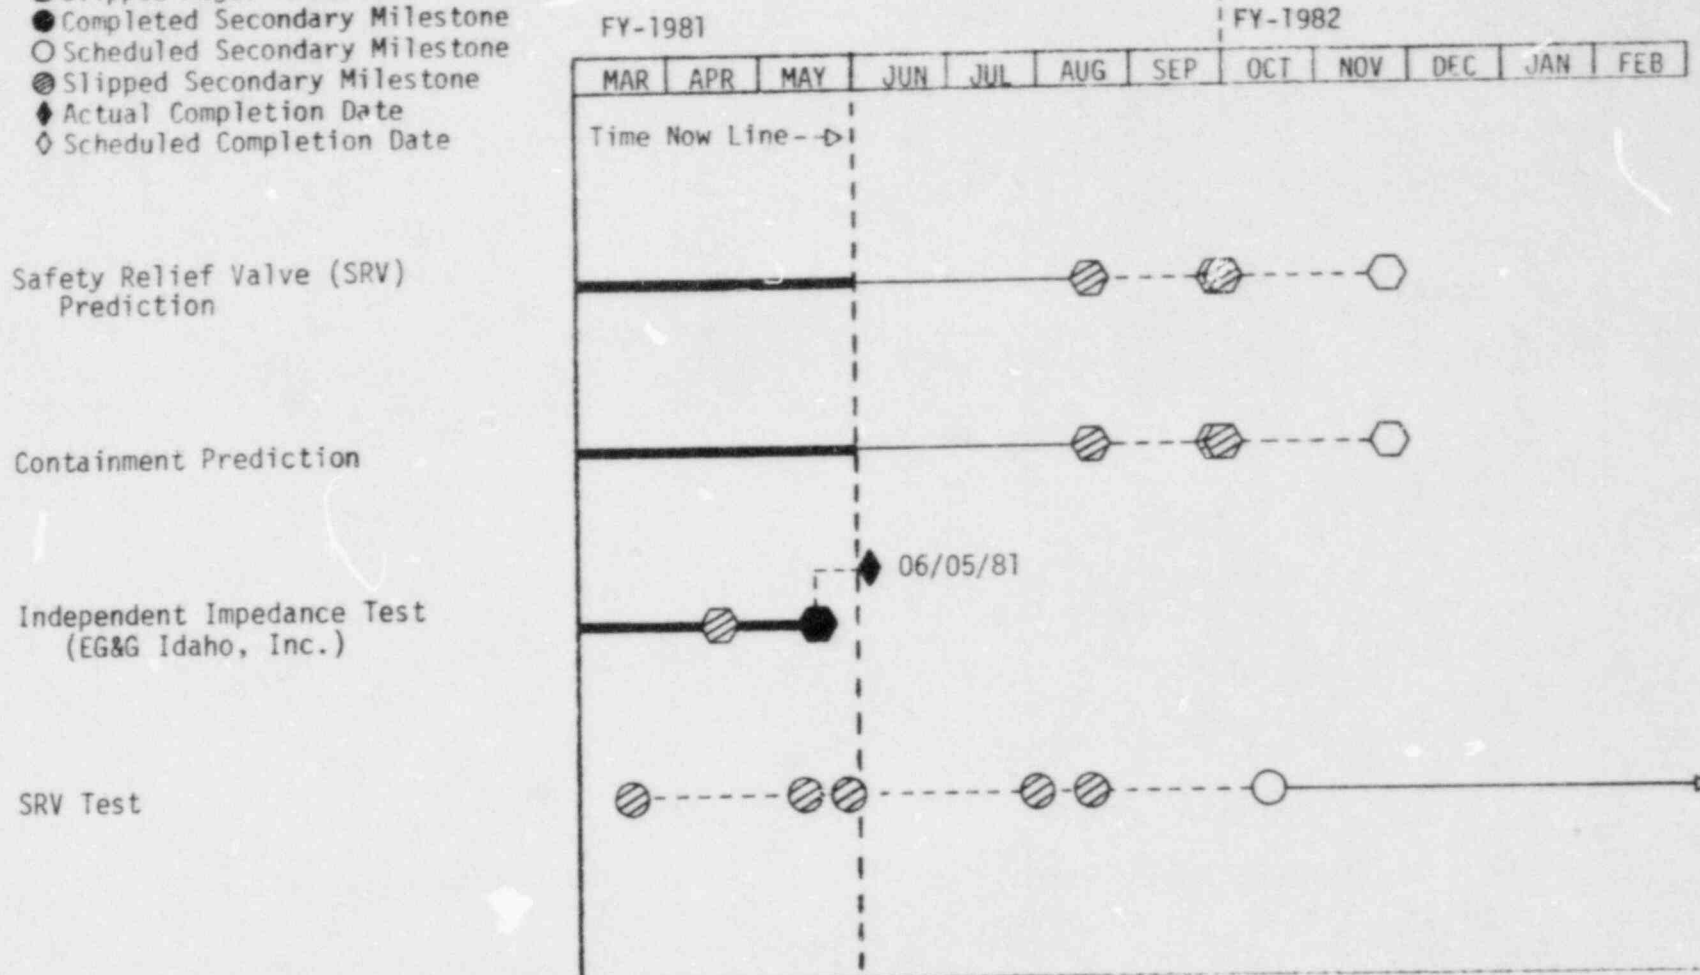 Completed Secondary Milestone
Scheduled Secondary Milestone
Slipped Secondary Milestone
Actual Completion Date
Scheduled Completion Date
FY-1981
FY-1982
MAR APR MAY JUN JUL AUG SEP OCT NOV DEC JAN FEB
Time Now Line
Safety Relief Valve (SRV)
Prediction
Containment Prediction
06/05/81
Independent Impedance Test
(EG&G Idaho, Inc.)
SRV Test